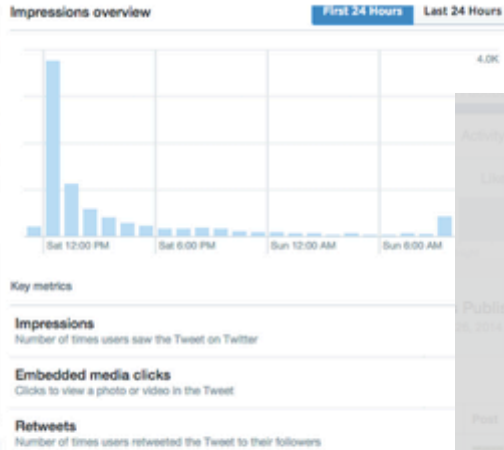 Impressions overview
First 24 Hours Last 24 Hours
4.0K
Activity
Sat 12:00 PM Sat 6:00 PM Sun 12:00 AM Sun 6:00 AM
Key metrics
Impressions
Number of times users saw the Tweet on Twitter
Embedded media clicks
Clicks to view a photo or video in the Tweet
Retweets
Post
Number of times users retweeted the Tweet to their followers